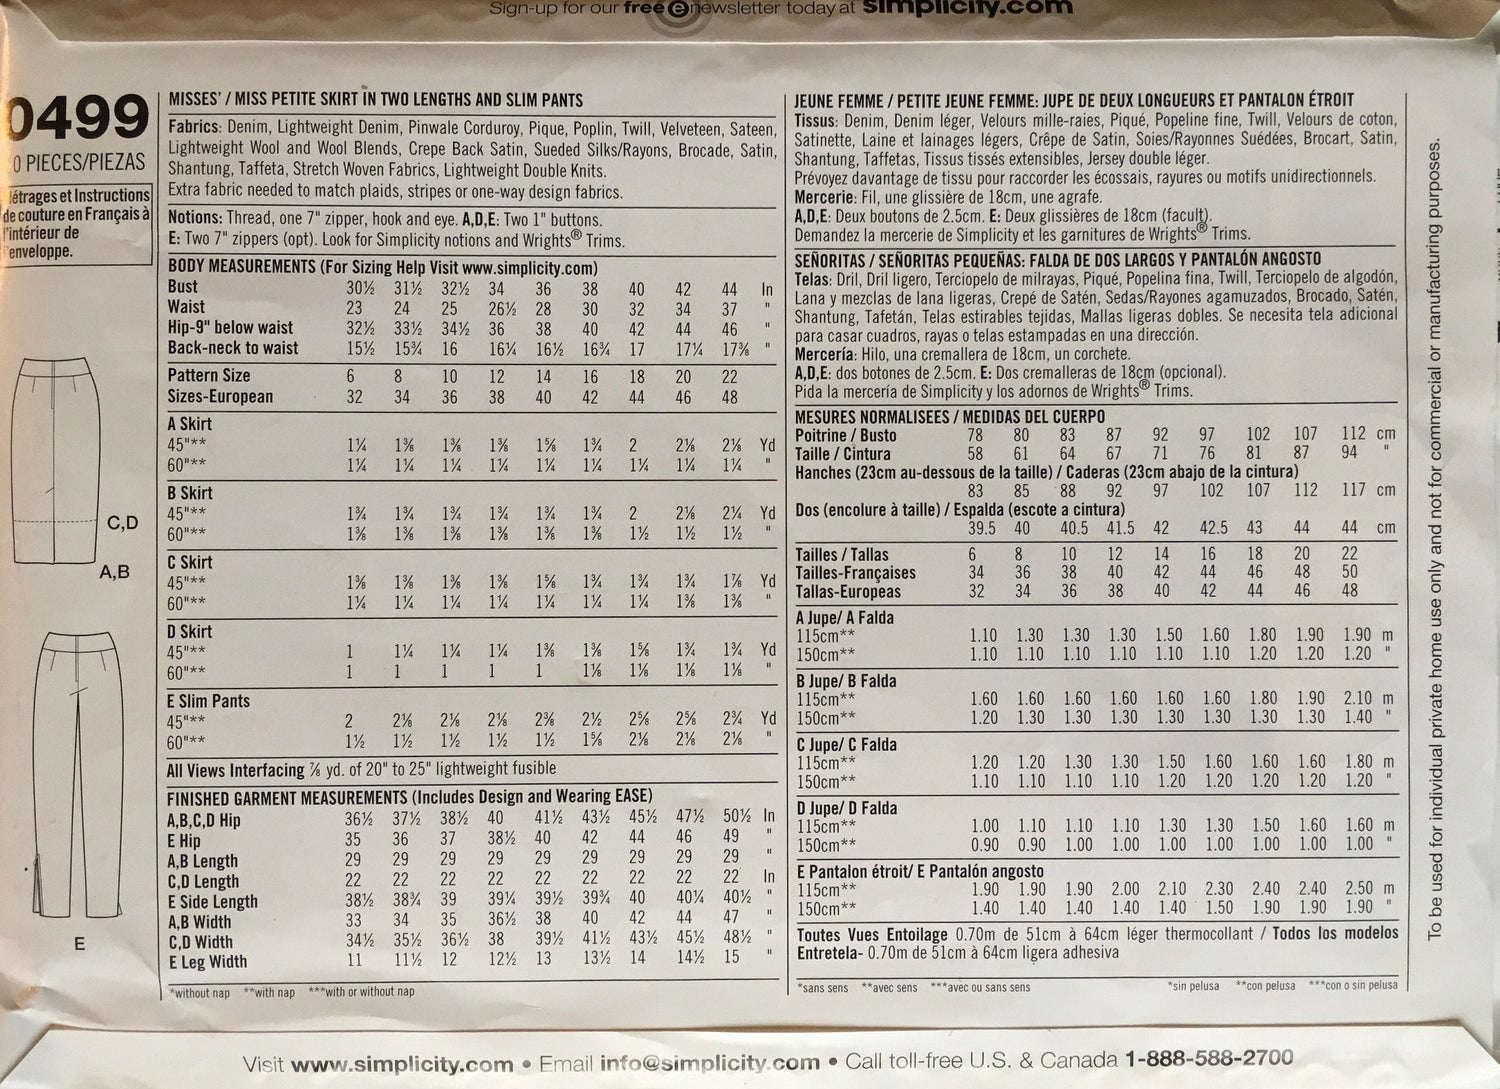 Sign-up for our free e newsletter today at simplicity.com
0499
0 PIECES/PIEZAS
étrages et Instructions
de couture en Français à
l'intérieur de
enveloppe.
C,D
A,B
E
MISSES' / MISS PETITE SKIRT IN TWO LENGTHS AND SLIM PANTS
Fabrics: Denim, Lightweight Denim, Pinwale Corduroy, Pique, Poplin, Twill, Velveteen, Sateen,
Lightweight Wool and Wool Blends, Crepe Back Satin, Sueded Silks/Rayons, Brocade, Satin,
Shantung, Taffeta, Stretch Woven Fabrics, Lightweight Double Knits.
Extra fabric needed to match plaids, stripes or one-way design fabrics.
Notions: Thread, one 7" zipper, hook and eye. A,D,E: Two 1" buttons.
E: Two 7" zippers (opt). Look for Simplicity notions and Wrights® Trims.
BODY MEASUREMENTS (For Sizing Help Visit www.simplicity.com)
Bust 30½ 31½ 32½ 34 36 38 40 42 44 In
Waist 23 24 25 26½ 28 30 32 34 37 "
Hip-9" below waist 32½ 33½ 34½ 36 38 40 42 44 46 "
Back-neck to waist 15½ 15¾ 16 16¼ 16½ 16¾ 17 17¼ 17⅜ "
Pattern Size 6 8 10 12 14 16 18 20 22
Sizes-European 32 34 36 38 40 42 44 46 48
A Skirt
45"** 1¼ 1⅜ 1⅜ 1⅜ 1⅝ 1¾ 2 2⅛ 2⅛ Yd
60"** 1¼ 1¼ 1¼ 1¼ 1¼ 1¼ 1¼ 1¼ 1¼ "
B Skirt
45"** 1¾ 1¾ 1¾ 1¾ 1¾ 1¾ 2 2⅛ 2¼ Yd
60"** 1⅜ 1⅜ 1⅜ 1⅜ 1⅜ 1⅜ 1½ 1½ 1½ "
C Skirt
45"** 1⅜ 1⅜ 1⅜ 1⅜ 1⅝ 1¾ 1¾ 1¾ 1⅞ Yd
60"** 1¼ 1¼ 1¼ 1¼ 1¼ 1¼ 1¼ 1⅜ 1⅜ "
D Skirt
45"** 1 1¼ 1¼ 1¼ 1⅜ 1⅜ 1⅝ 1¾ 1¾ Yd
60"** 1 1 1 1 1 1⅛ 1⅛ 1⅛ 1⅛ "
E Slim Pants
45"** 2 2⅛ 2⅛ 2⅛ 2⅜ 2½ 2⅝ 2⅝ 2¾ Yd
60"** 1½ 1½ 1½ 1½ 1½ 1⅝ 2⅛ 2⅛ 2⅛ "
All Views Interfacing ⅞ yd. of 20" to 25" lightweight fusible
FINISHED GARMENT MEASUREMENTS (Includes Design and Wearing EASE)
A,B,C,D Hip 36½ 37½ 38½ 40 41½ 43½ 45½ 47½ 50½ In
E Hip 35 36 37 38½ 40 42 44 46 49 "
A,B Length 29 29 29 29 29 29 29 29 29 "
C,D Length 22 22 22 22 22 22 22 22 22 In
E Side Length 38½ 38¾ 39 39¼ 39½ 39¾ 40 40¼ 40½ "
A,B Width 33 34 35 36½ 38 40 42 44 47 "
C,D Width 34½ 35½ 36½ 38 39½ 41½ 43½ 45½ 48½ "
E Leg Width 11 11½ 12 12½ 13 13½ 14 14½ 15 "
*without nap **with nap ***with or without nap
JEUNE FEMME / PETITE JEUNE FEMME: JUPE DE DEUX LONGUEURS ET PANTALON ÉTROIT
Tissus: Denim, Denim léger, Velours mille-raies, Piqué, Popeline fine, Twill, Velours de coton,
Satinette, Laine et lainages légers, Crêpe de Satin, Soies/Rayonnes Suédées, Brocart, Satin,
Shantung, Taffetas, Tissus tissés extensibles, Jersey double léger.
Prévoyez davantage de tissu pour raccorder les écossais, rayures ou motifs unidirectionnels.
Mercerie: Fil, une glissière de 18cm, une agrafe.
A,D,E: Deux boutons de 2.5cm. E: Deux glissières de 18cm (facult).
Demandez la mercerie de Simplicity et les garnitures de Wrights® Trims.
SEÑORITAS / SEÑORITAS PEQUEÑAS: FALDA DE DOS LARGOS Y PANTALÓN ANGOSTO
Telas: Dril, Dril ligero, Terciopelo de milrayas, Piqué, Popelina fina, Twill, Terciopelo de algodón,
Lana y mezclas de lana ligeras, Crepé de Satén, Sedas/Rayones agamuzados, Brocado, Satén,
Shantung, Tafetán, Telas estirables tejidas, Mallas ligeras dobles. Se necesita tela adicional
para casar cuadros, rayas o telas estampadas en una dirección.
Mercería: Hilo, una cremallera de 18cm, un corchete.
A,D,E: dos botones de 2.5cm. E: Dos cremalleras de 18cm (opcional).
Pida la mercería de Simplicity y los adornos de Wrights® Trims.
MESURES NORMALISEES / MEDIDAS DEL CUERPO
Poitrine / Busto 78 80 83 87 92 97 102 107 112 cm
Taille / Cintura 58 61 64 67 71 76 81 87 94 "
Hanches (23cm au-dessous de la taille) / Caderas (23cm abajo de la cintura)
83 85 88 92 97 102 107 112 117 cm
Dos (encolure à taille) / Espalda (escote a cintura)
39.5 40 40.5 41.5 42 42.5 43 44 44 cm
Tailles / Tallas 6 8 10 12 14 16 18 20 22
Tailles-Françaises 34 36 38 40 42 44 46 48 50
Tallas-Europeas 32 34 36 38 40 42 44 46 48
A Jupe/ A Falda
115cm** 1.10 1.30 1.30 1.30 1.50 1.60 1.80 1.90 1.90 m
150cm** 1.10 1.10 1.10 1.10 1.10 1.10 1.20 1.20 1.20 "
B Jupe/ B Falda
115cm** 1.60 1.60 1.60 1.60 1.60 1.60 1.80 1.90 2.10 m
150cm** 1.20 1.30 1.30 1.30 1.30 1.30 1.30 1.30 1.40 "
C Jupe/ C Falda
115cm** 1.20 1.20 1.30 1.30 1.50 1.60 1.60 1.60 1.80 m
150cm** 1.10 1.10 1.10 1.10 1.20 1.20 1.20 1.20 1.20 "
D Jupe/ D Falda
115cm** 1.00 1.10 1.10 1.10 1.30 1.30 1.50 1.60 1.60 m
150cm** 0.90 0.90 1.00 1.00 1.00 1.00 1.00 1.00 1.00 "
E Pantalon étroit/ E Pantalón angosto
115cm** 1.90 1.90 1.90 2.00 2.10 2.30 2.40 2.40 2.50 m
150cm** 1.40 1.40 1.40 1.40 1.40 1.50 1.90 1.90 1.90 "
Toutes Vues Entoilage 0.70m de 51cm à 64cm léger thermocollant / Todos los modelos
Entretela- 0.70m de 51cm à 64cm ligera adhesiva
*sans sens **avec sens ***avec ou sans sens *sin pelusa **con pelusa ***con o sin pelusa
To be used for individual private home use only and not for commercial or manufacturing purposes.
Visit www.simplicity.com • Email info@simplicity.com • Call toll-free U.S. & Canada 1-888-588-2700